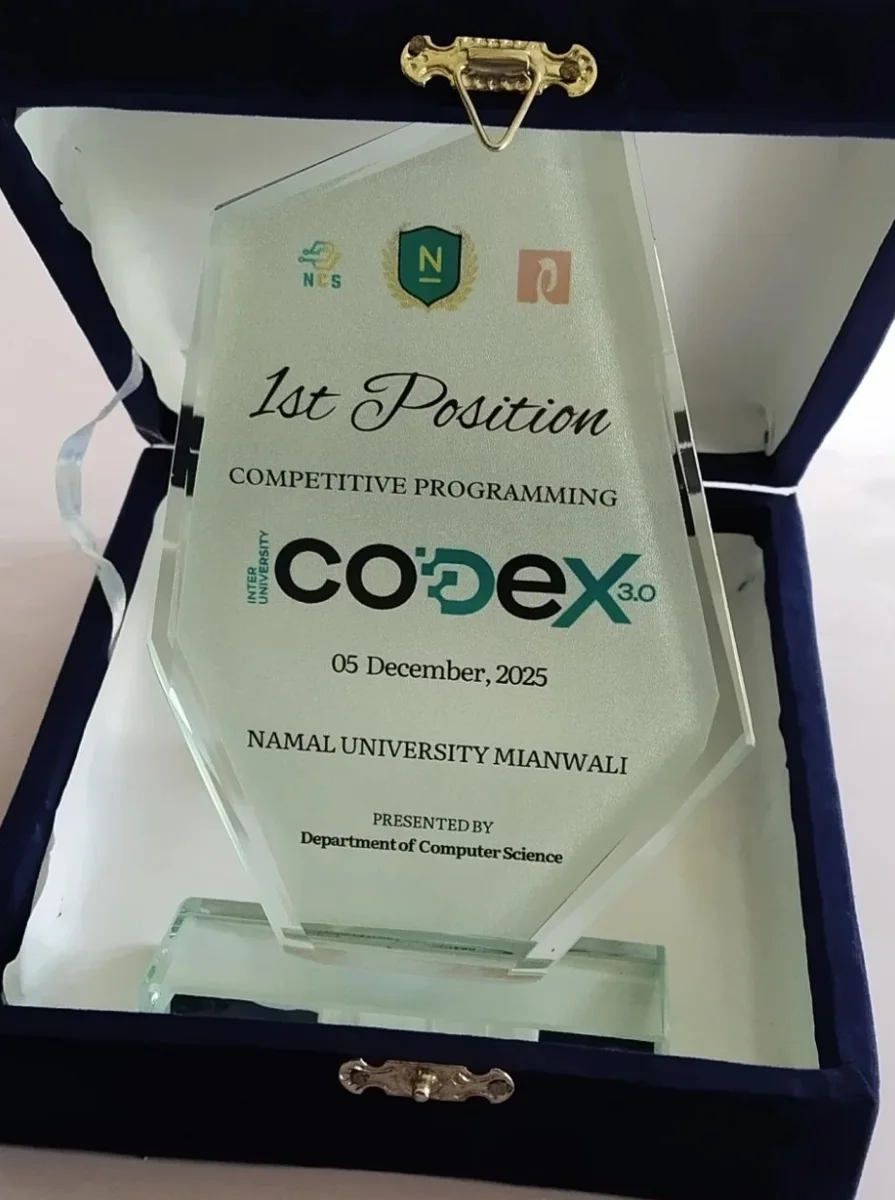 NCS
N
1st Position
COMPETITIVE PROGRAMMING
INTER
UNIVERSITY
CODEX 3.0
05 December, 2025
NAMAL UNIVERSITY MIANWALI
PRESENTED BY
Department of Computer Science